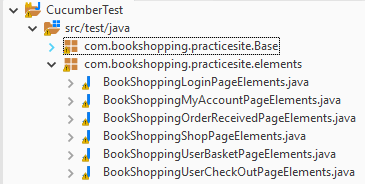 CucumberTest
src/test/java
com.bookshopping.practicesite.Base
com.bookshopping.practicesite.elements
BookShoppingLoginPageElements.java
BookShoppingMyAccountPageElements.java
BookShoppingOrderReceivedPageElements.java
BookShoppingShopPageElements.java
BookShoppingUserBasketPageElements.java
BookShoppingUserCheckOutPageElements.java